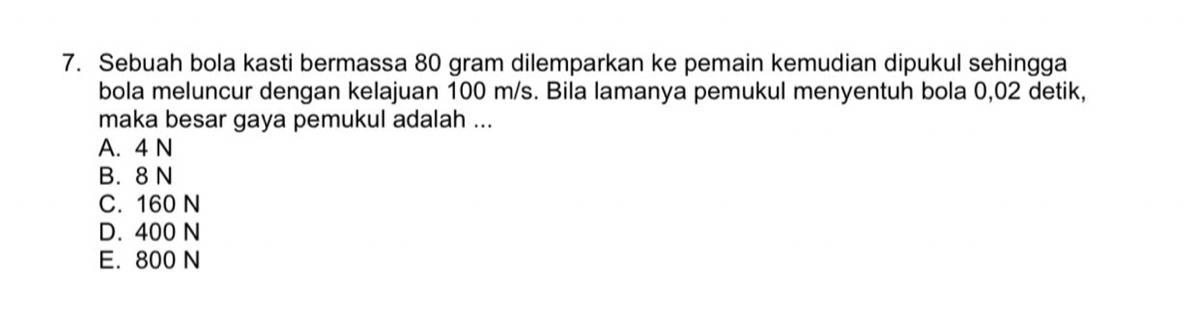 7. Sebuah bola kasti bermassa 80 gram dilemparkan ke pemain kemudian dipukul sehingga
bola meluncur dengan kelajuan 100 m/s. Bila lamanya pemukul menyentuh bola 0,02 detik,
maka besar gaya pemukul adalah ...
A. 4 N
B. 8 N
C. 160 N
D. 400 N
E. 800 N